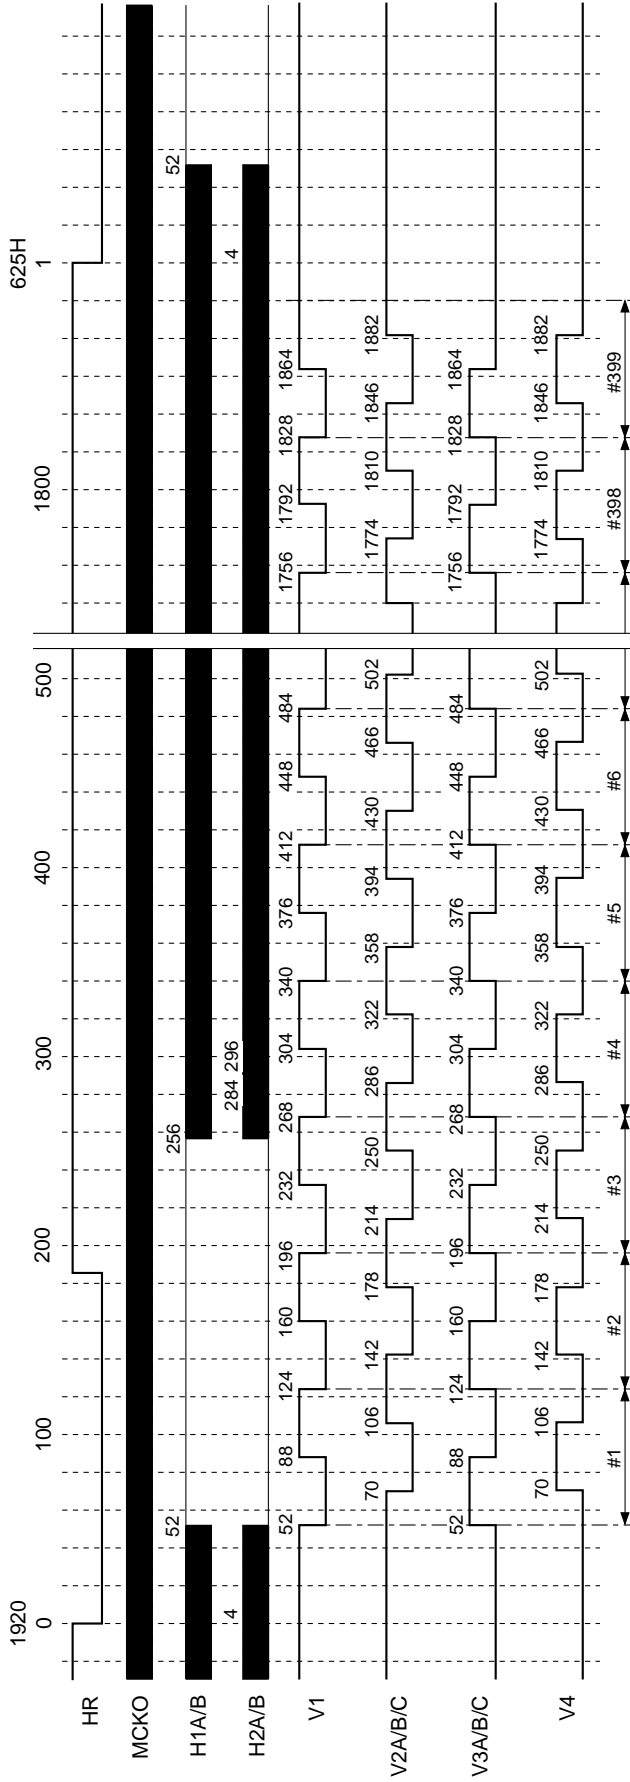 1920 625H
0 100 200 300 400 500 1800 1
HR
MCKO
H1A/B 52 256 52
H2A/B 4 284 296 4
V1 52 88 124 160 196 232 268 304 340 376 412 448 484 1756 1792 1828 1864
V2A/B/C 70 106 142 178 214 250 286 322 358 394 430 466 502 1774 1810 1846 1882
V3A/B/C 52 88 124 160 196 232 268 304 340 376 412 448 484 1756 1792 1828 1864
V4 70 106 142 178 214 250 286 322 358 394 430 466 502 1774 1810 1846 1882
#1 #2 #3 #4 #5 #6 #398 #399